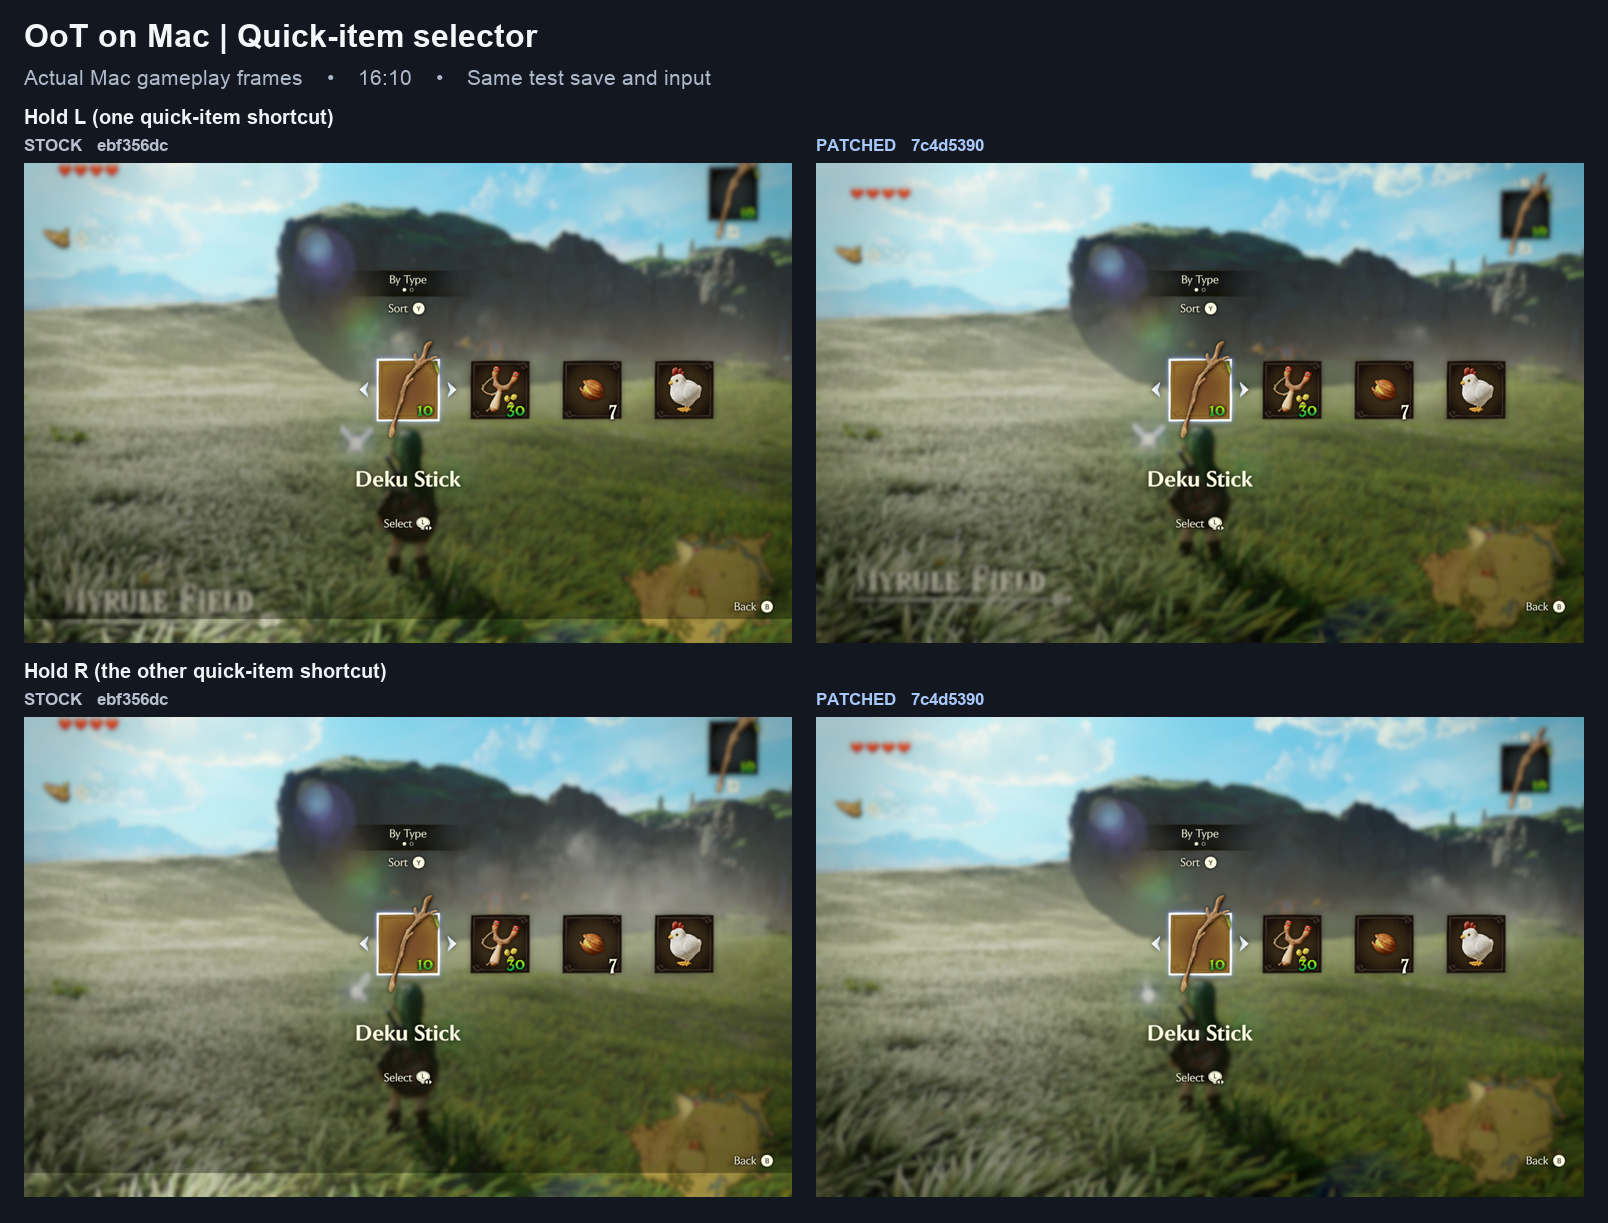 OoT on Mac | Quick-item selector
Actual Mac gameplay frames • 16:10 • Same test save and input
Hold L (one quick-item shortcut)
STOCK ebf356dc
PATCHED 7c4d5390
By Type
Sort Y
10
30
7
Deku Stick
Select L
HYRULE FIELD
Back B
By Type
Sort Y
10
30
7
Deku Stick
Select L
HYRULE FIELD
Back B
Hold R (the other quick-item shortcut)
STOCK ebf356dc
PATCHED 7c4d5390
By Type
Sort Y
10
30
7
Deku Stick
Select L
Back B
By Type
Sort Y
10
30
7
Deku Stick
Select L
Back B